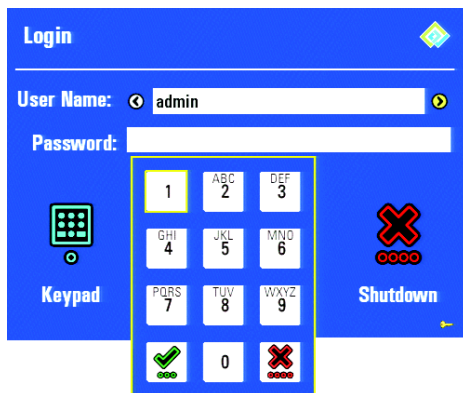 Login
User Name: admin
Password:
1 ABC 2 DEF 3
GHI 4 JKL 5 MNO 6
PQRS 7 TUV 8 WXYZ 9
0
Keypad
Shutdown